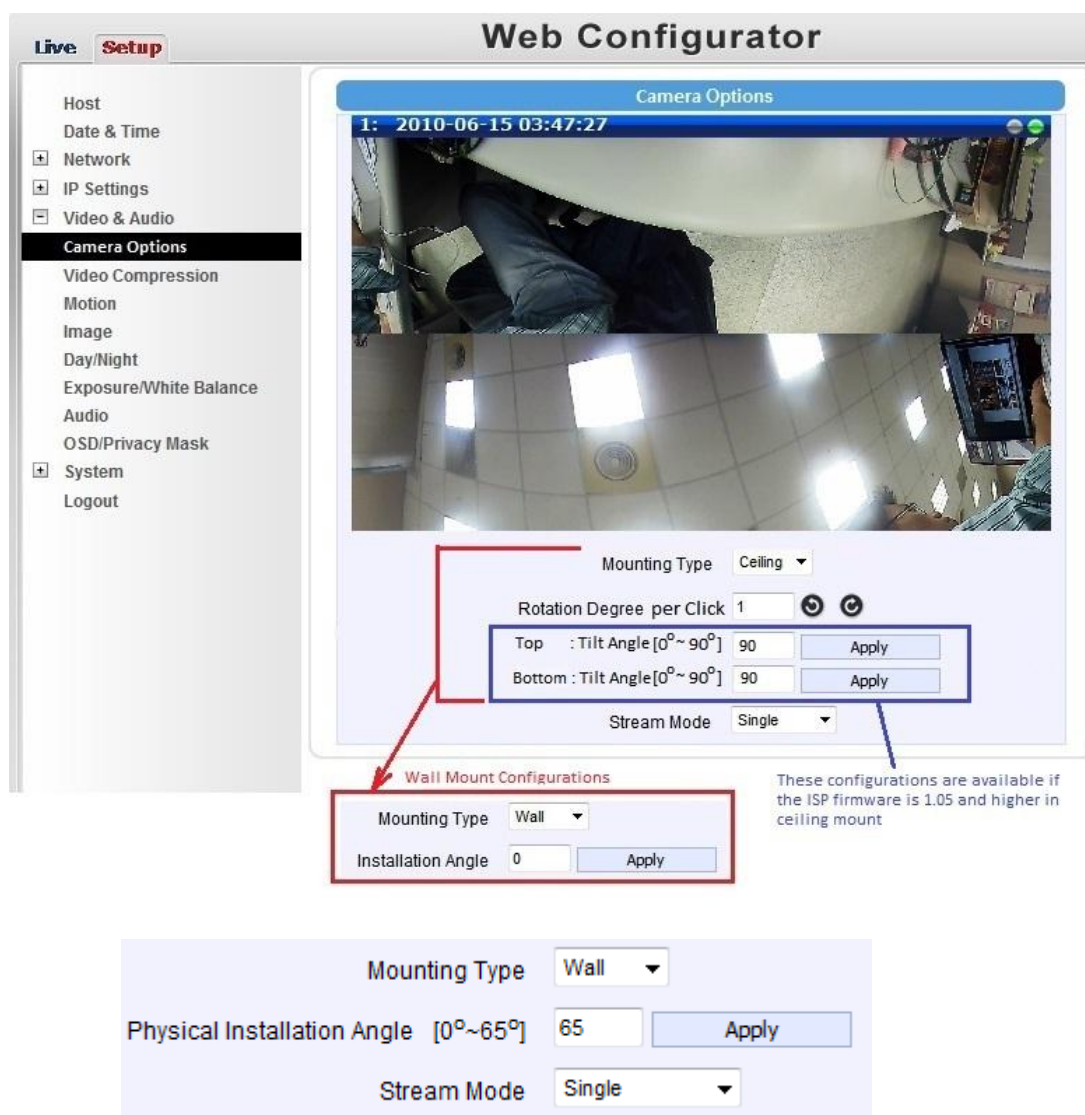 Web Configurator
Live Setup
Host
Date & Time
Network
IP Settings
Video & Audio
Camera Options
Video Compression
Motion
Image
Day/Night
Exposure/White Balance
Audio
OSD/Privacy Mask
System
Logout
Camera Options
1: 2010-06-15 03:47:27
Mounting Type Ceiling
Rotation Degree per Click 1
Top : Tilt Angle[0°~ 90°] 90 Apply
Bottom : Tilt Angle[0°~ 90°] 90 Apply
Stream Mode Single
Wall Mount Configurations
Mounting Type Wall
Installation Angle 0 Apply
These configurations are available if
the ISP firmware is 1.05 and higher in
ceiling mount
Mounting Type Wall
Physical Installation Angle [0°~65°] 65 Apply
Stream Mode Single